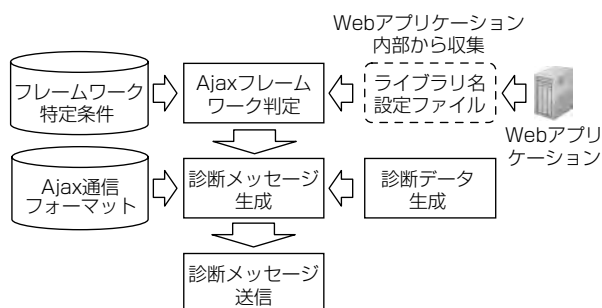 Webアプリケーション
内部から収集
フレームワーク
特定条件
Ajaxフレーム
ワーク判定
ライブラリ名
設定ファイル
Webアプリ
ケーション
Ajax通信
フォーマット
診断メッセージ
生成
診断データ
生成
診断メッセージ
送信